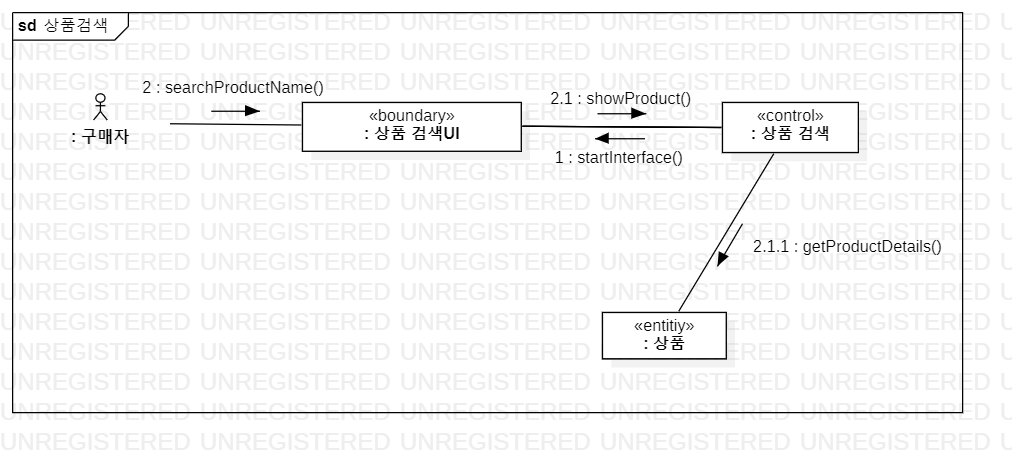 sd 상품검색
2 : searchProductName()
: 구매자
«boundary»
: 상품 검색UI
2.1 : showProduct()
1 : startInterface()
«control»
: 상품 검색
2.1.1 : getProductDetails()
«entitiy»
: 상품
UNREGISTERED UNREGISTERED UNREGISTERED UNREGISTERED UNREGISTERED